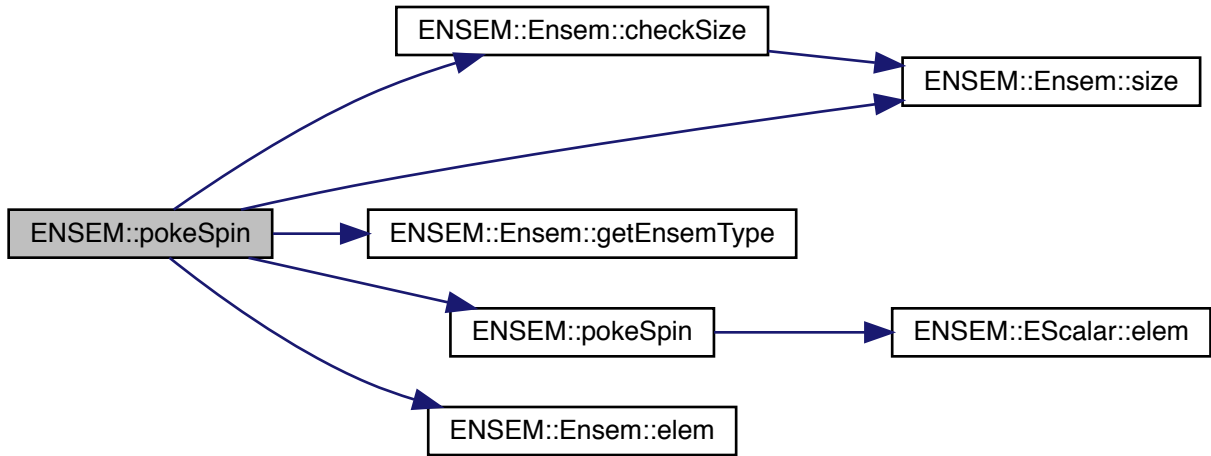 ENSEM::Ensem::checkSize
ENSEM::Ensem::size
ENSEM::pokeSpin
ENSEM::Ensem::getEnsemType
ENSEM::pokeSpin
ENSEM::EScalar::elem
ENSEM::Ensem::elem